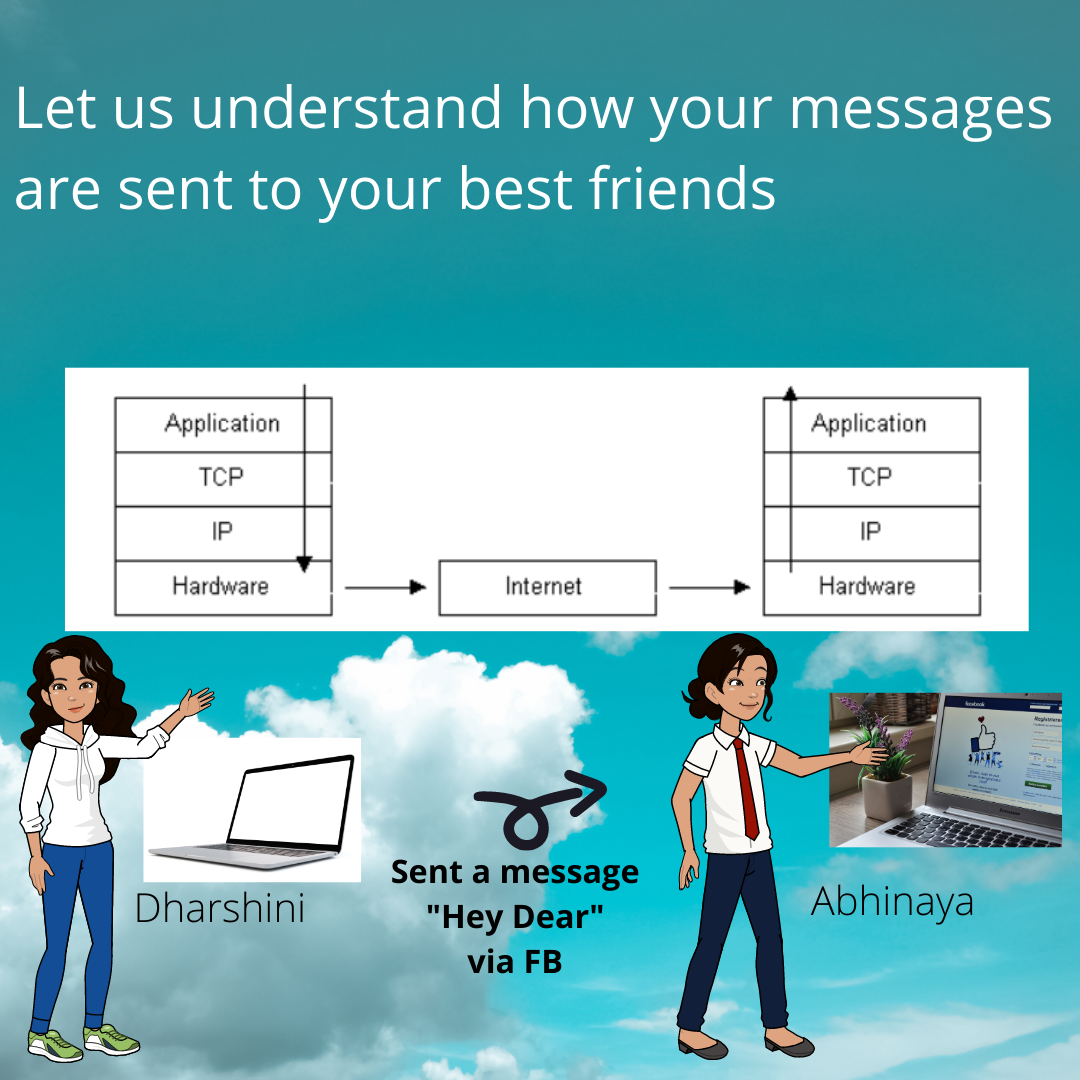 Let us understand how your messages
are sent to your best friends
Application
TCP
IP
Hardware
Internet
Application
TCP
IP
Hardware
facebook
Dharshini
Sent a message
"Hey Dear"
via FB
Abhinaya